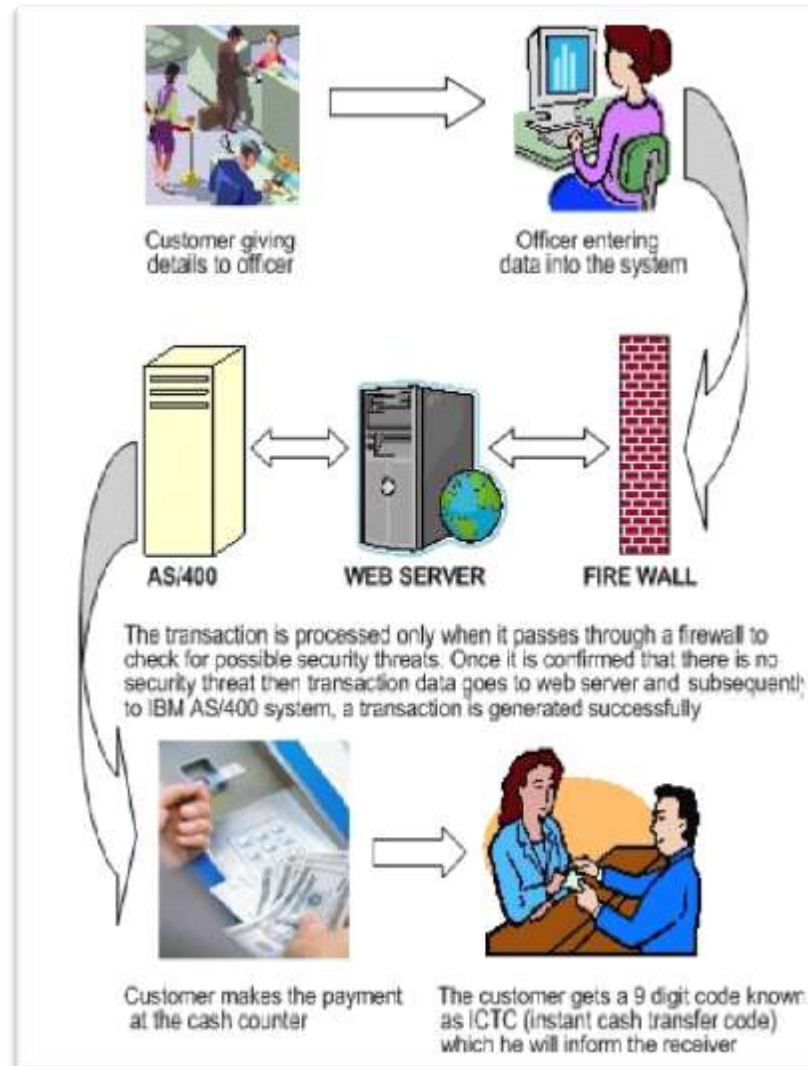 Customer giving
details to officer
Officer entering
data into the system
AS/400
WEB SERVER
FIRE WALL
The transaction is processed only when it passes through a firewall to
check for possible security threats. Once it is confirmed that there is no
security threat then transaction data goes to web server and subsequently
to IBM AS/400 system, a transaction is generated successfully
Customer makes the payment
at the cash counter
The customer gets a 9 digit code known
as ICTC (instant cash transfer code)
which he will inform the receiver